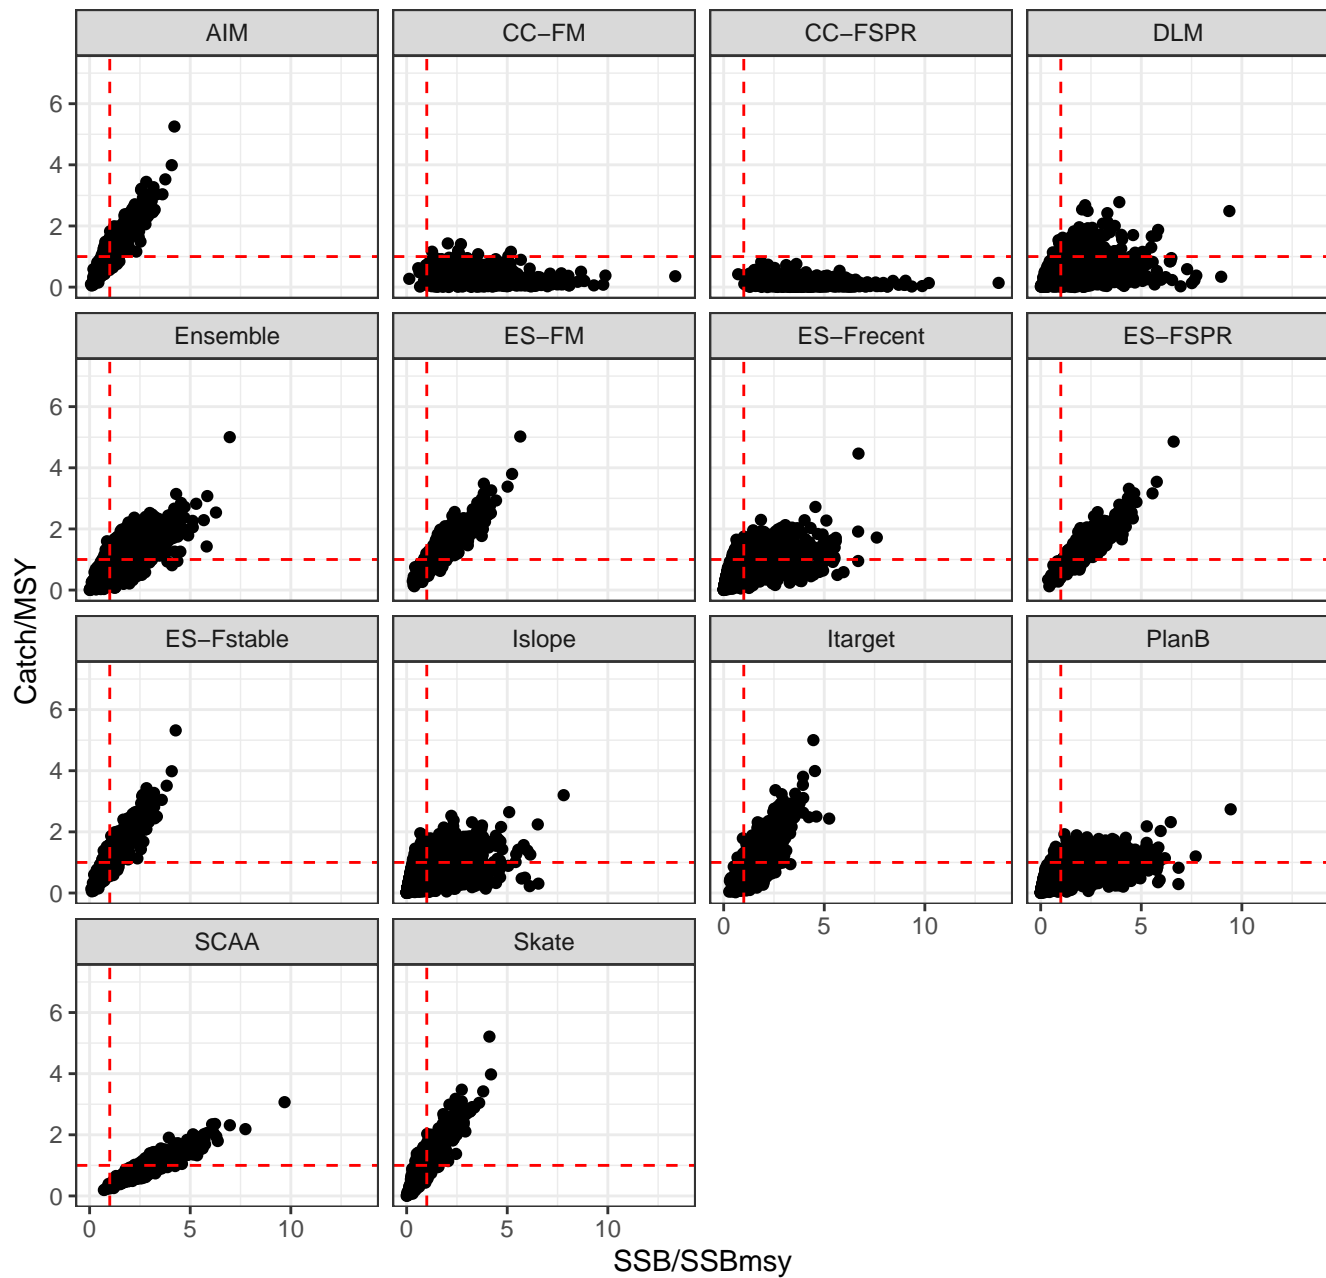 AIM CC−FM CC−FSPR DLM
6
4
2
0
Ensemble ES−FM ES−Frecent ES−FSPR
6
4
2
0
Catch/MSY
ES−Fstable Islope Itarget PlanB
6
4
2
0
0 5 10 0 5 10
SCAA Skate
6
4
2
0
0 5 10 0 5 10
SSB/SSBmsy